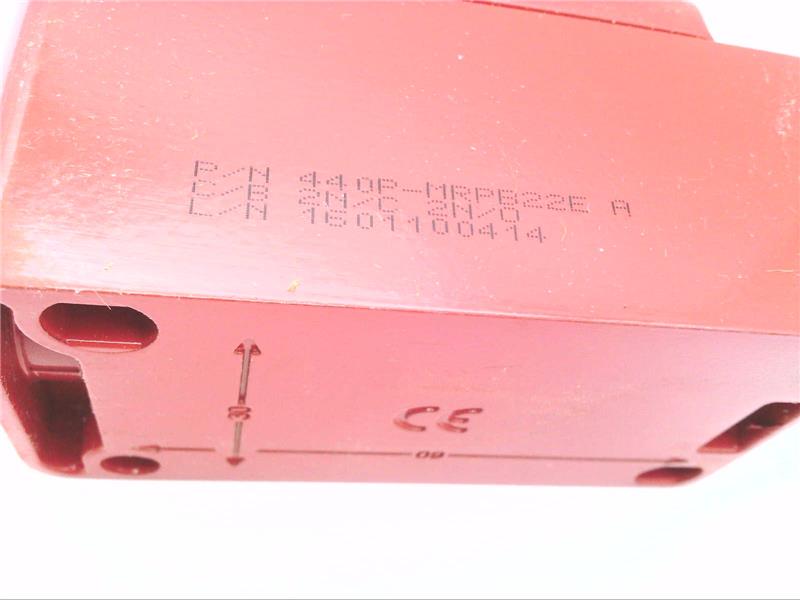 P/N 440P-MRPB22E A
2N/C 2N/O
L/N 1601100414
30
CE
60